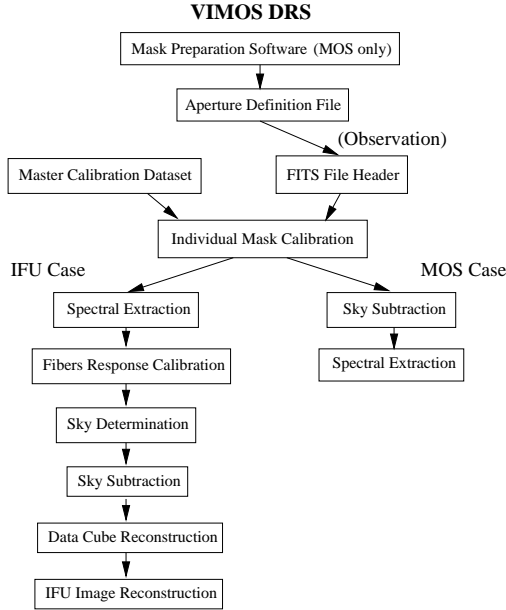 VIMOS DRS
Mask Preparation Software (MOS only)
Aperture Definition File
(Observation)
Master Calibration Dataset
FITS File Header
Individual Mask Calibration
IFU Case
MOS Case
Spectral Extraction
Sky Subtraction
Fibers Response Calibration
Spectral Extraction
Sky Determination
Sky Subtraction
Data Cube Reconstruction
IFU Image Reconstruction